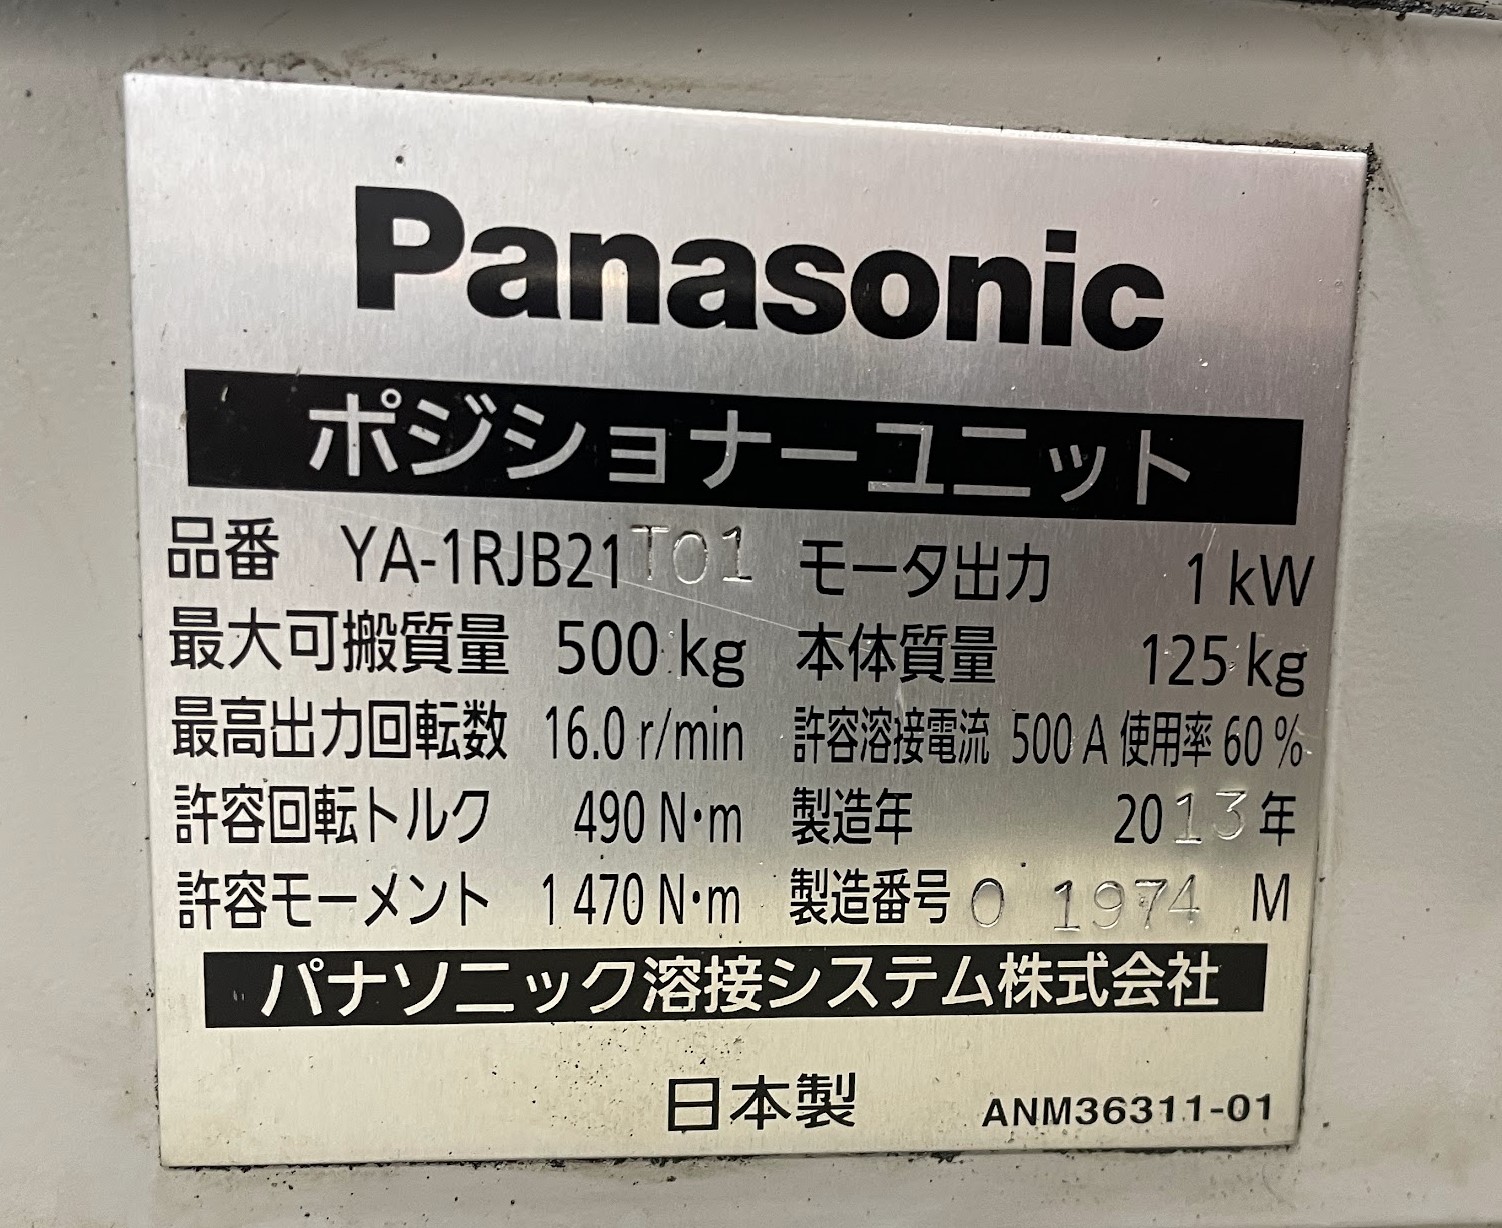 Panasonic
ポジショナーユニット
品番 YA-1RJB21T01 モータ出力 1 kW
最大可搬質量 500 kg 本体質量 125 kg
最高出力回転数 16.0 r/min 許容溶接電流 500 A 使用率 60 %
許容回転トルク 490 N・m 製造年 2013年
許容モーメント 1 470 N・m 製造番号 O 1974 M
パナソニック溶接システム株式会社
日本製 ANM36311-01